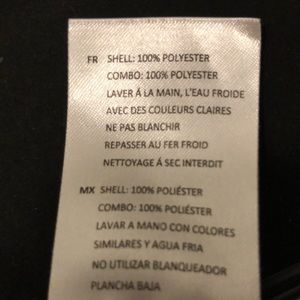 FR SHELL: 100% POLYESTER
COMBO: 100% POLYESTER
LAVER Á LA MAIN, L'EAU FROIDE
AVEC DES COULEURS CLAIRES
NE PAS BLANCHIR
REPASSER AU FER FROID
NETTOYAGE Á SEC INTERDIT
MX SHELL: 100% POLIÉSTER
COMBO: 100% POLIÉSTER
LAVAR A MANO CON COLORES
SIMILARES Y AGUA FRIA
NO UTILIZAR BLANQUEADOR
PLANCHA BAJA